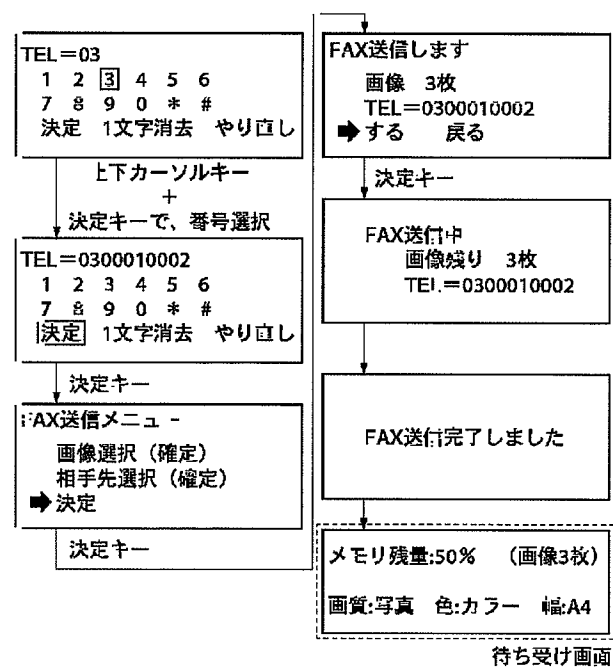 TEL=03
1 2 3 4 5 6
7 8 9 0 * #
決定 1文字消去 やり直し
上下カーソルキー
+
決定キーで、番号選択
TEL=0300010002
1 2 3 4 5 6
7 8 9 0 * #
決定 1文字消去 やり直し
決定キー
FAX送信メニュー
画像選択(確定)
相手先選択(確定)
➡決定
決定キー
FAX送信します
画像 3枚
TEL=0300010002
➡する 戻る
決定キー
FAX送信中
画像残り 3枚
TEL=0300010002
FAX送信完了しました
メモリ残量:50% (画像3枚)
画質:写真 色:カラー 幅:A4
待ち受け画面